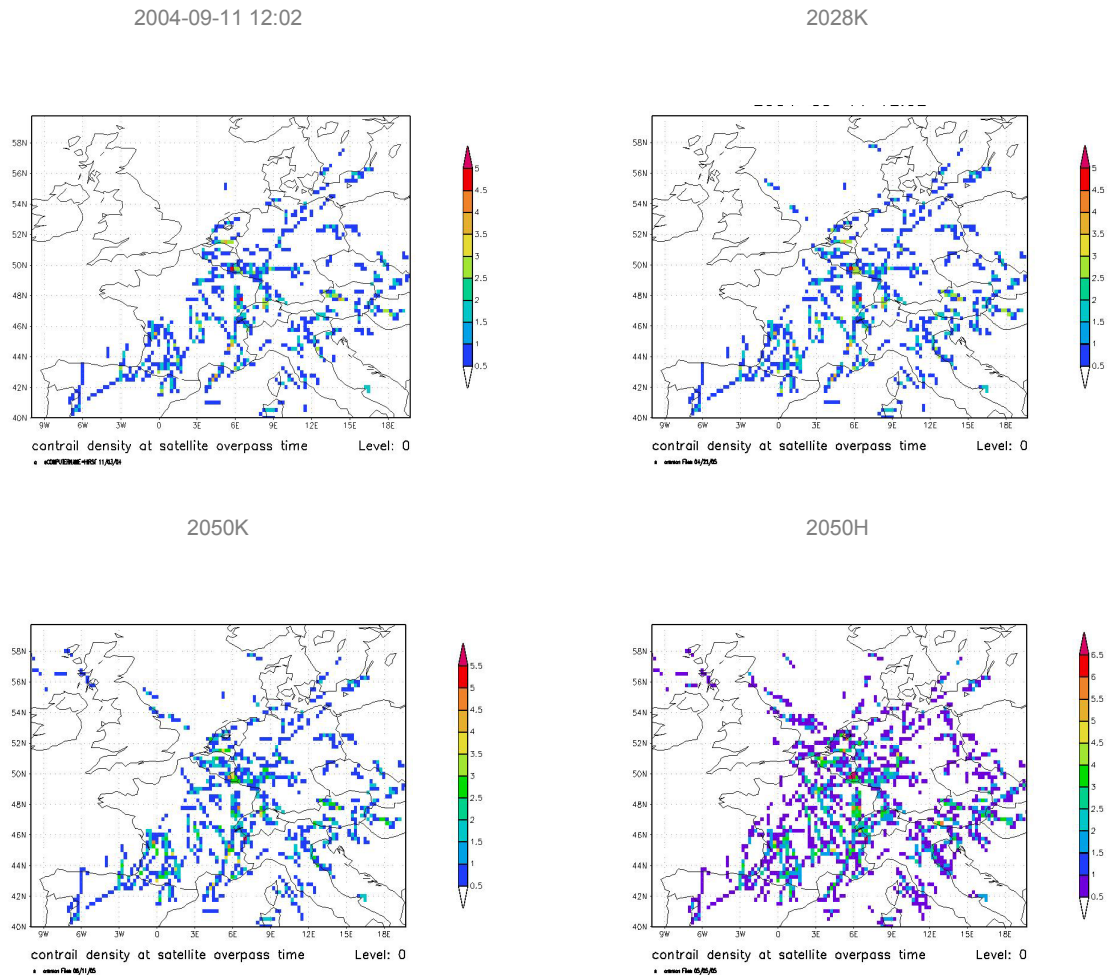 2004-09-11 12:02
2028K
58N
56N
54N
52N
50N
48N
46N
44N
42N
40N
9W 6W 3W 0 3E 6E 9E 12E 15E 18E
5
4.5
4
3.5
3
2.5
2
1.5
1
0.5
contrail density at satellite overpass time Level: 0
58N
56N
54N
52N
50N
48N
46N
44N
42N
40N
9W 6W 3W 0 3E 6E 9E 12E 15E 18E
5
4.5
4
3.5
3
2.5
2
1.5
1
0.5
contrail density at satellite overpass time Level: 0
2050K
2050H
58N
56N
54N
52N
50N
48N
46N
44N
42N
40N
9W 6W 3W 0 3E 6E 9E 12E 15E 18E
5.5
5
4.5
4
3.5
3
2.5
2
1.5
1
0.5
contrail density at satellite overpass time Level: 0
58N
56N
54N
52N
50N
48N
46N
44N
42N
40N
9W 6W 3W 0 3E 6E 9E 12E 15E 18E
6.5
6
5.5
5
4.5
4
3.5
3
2.5
2
1.5
1
0.5
contrail density at satellite overpass time Level: 0